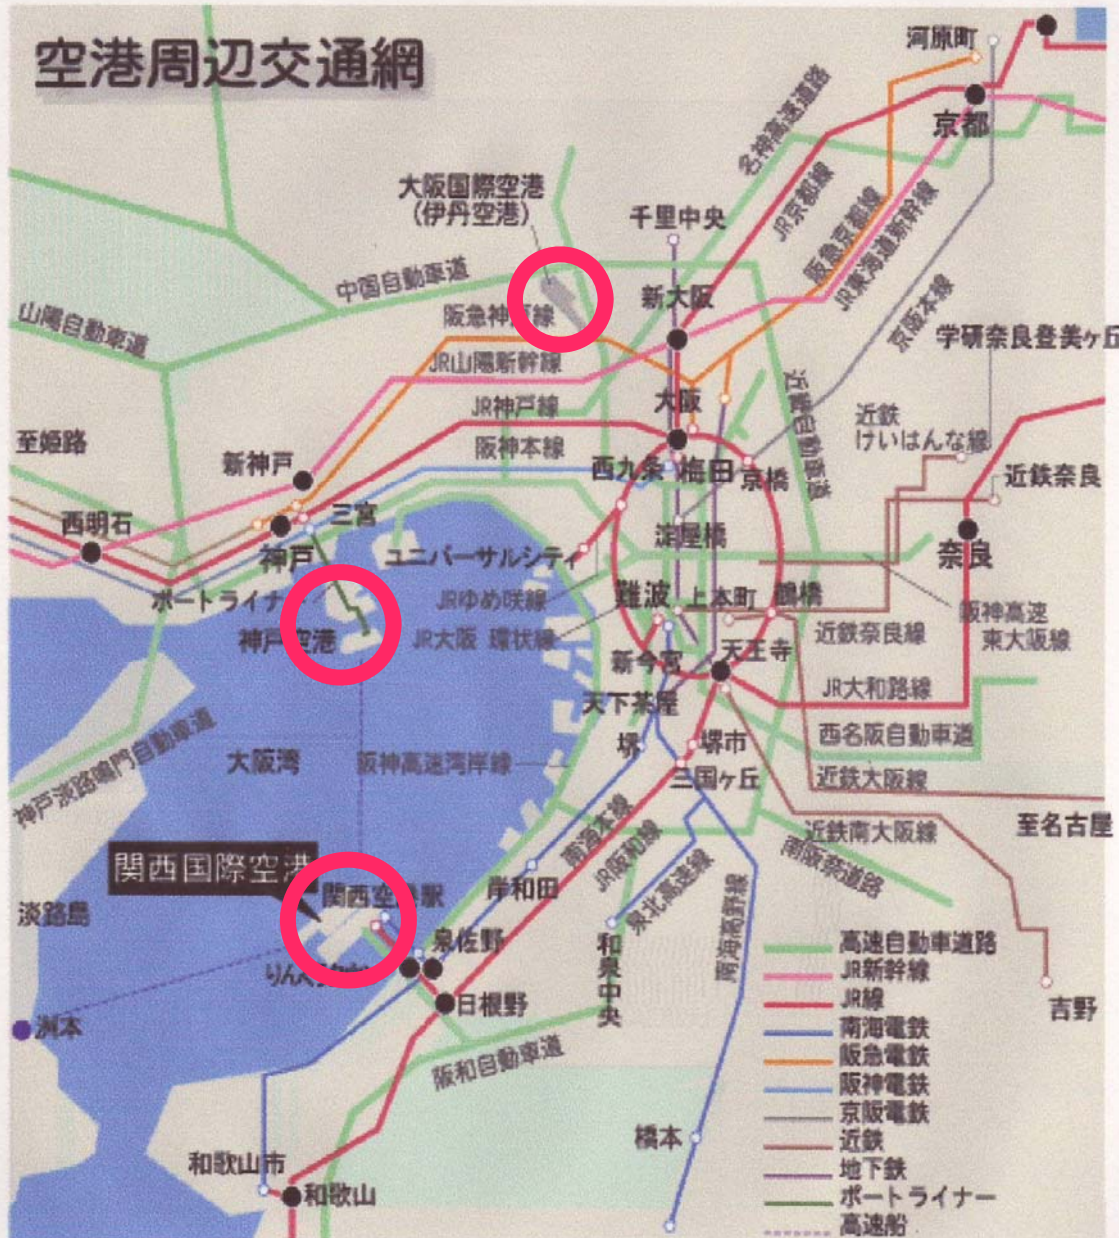 空港周辺交通網
河原町
京都
名神高速道路
大阪国際空港
(伊丹空港)
千里中央
JR京都線
阪急京都線
JR東海道新幹線
中国自動車道
新大阪
山陽自動車道
阪急神戸線
京阪本線
学研奈良登美ヶ丘
JR山陽新幹線
近畿自動車道
大阪
JR神戸線
近鉄
けいはんな線
至姫路
阪神本線
新神戸
西九条
梅田
京橋
近鉄奈良
西明石
三宮
淀屋橋
神戸
ユニバーサルシティ
奈良
ポートライナー
JRゆめ咲線
難波
上本町
鶴橋
阪神高速
東大阪線
神戸空港
JR大阪 環状線
近鉄奈良線
新今宮
天王寺
天下茶屋
JR大和路線
神戸淡路鳴門自動車道
大阪湾
阪神高速湾岸線
堺
堺市
西名阪自動車道
三国ヶ丘
近鉄大阪線
至名古屋
南海本線
JR阪和線
近鉄南大阪線
南阪奈道路
関西国際空港
関西空港駅
岸和田
泉北高速線
南海高野線
淡路島
泉佐野
和泉中央
日根野
吉野
洲本
阪和自動車道
橋本
和歌山市
和歌山
高速自動車道路
JR新幹線
JR線
南海電鉄
阪急電鉄
阪神電鉄
京阪電鉄
近鉄
地下鉄
ポートライナー
高速船